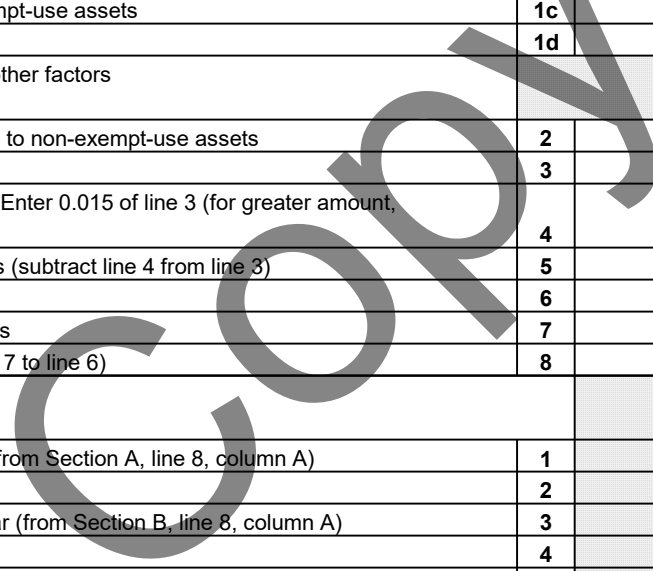 mpt-use assets 1c
1d
other factors
to non-exempt-use assets 2
3
Enter 0.015 of line 3 (for greater amount,
4
s (subtract line 4 from line 3) 5
6
s 7
7 to line 6) 8
from Section A, line 8, column A) 1
2
ar (from Section B, line 8, column A) 3
4
Copy